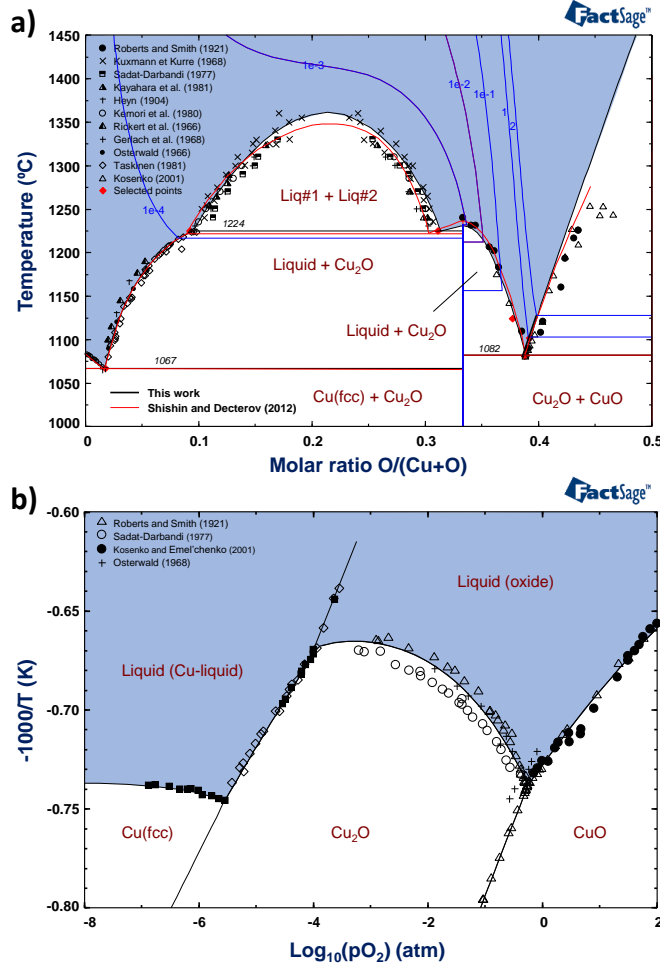 a)
FactSage™
1450
1400
1350
1300
1250
1200
1150
1100
1050
1000
Temperature (ºC)
Roberts and Smith (1921)
Kuxmann et Kurre (1968)
Sadat-Darbandi (1977)
Kayahara et al. (1981)
Heyn (1904)
Kemori et al. (1980)
Rickert et al. (1966)
Gerlach et al. (1968)
Osterwald (1966)
Taskinen (1981)
Kosenko (2001)
Selected points
1e-4
1e-3
1e-2
1e-1
1
2
Liq#1 + Liq#2
1224
Liquid + Cu2O
Liquid + Cu2O
1067
1082
Cu(fcc) + Cu2O
Cu2O + CuO
This work
Shishin and Decterov (2012)
0 0.1 0.2 0.3 0.4 0.5
Molar ratio O/(Cu+O)
b)
FactSage™
-0.60
-0.65
-0.70
-0.75
-0.80
-1000/T (K)
Roberts and Smith (1921)
Sadat-Darbandi (1977)
Kosenko and Emel'chenko (2001)
Osterwald (1968)
Liquid (oxide)
Liquid (Cu-liquid)
Cu(fcc)
Cu2O
CuO
-8 -6 -4 -2 0 2
Log10(pO2) (atm)